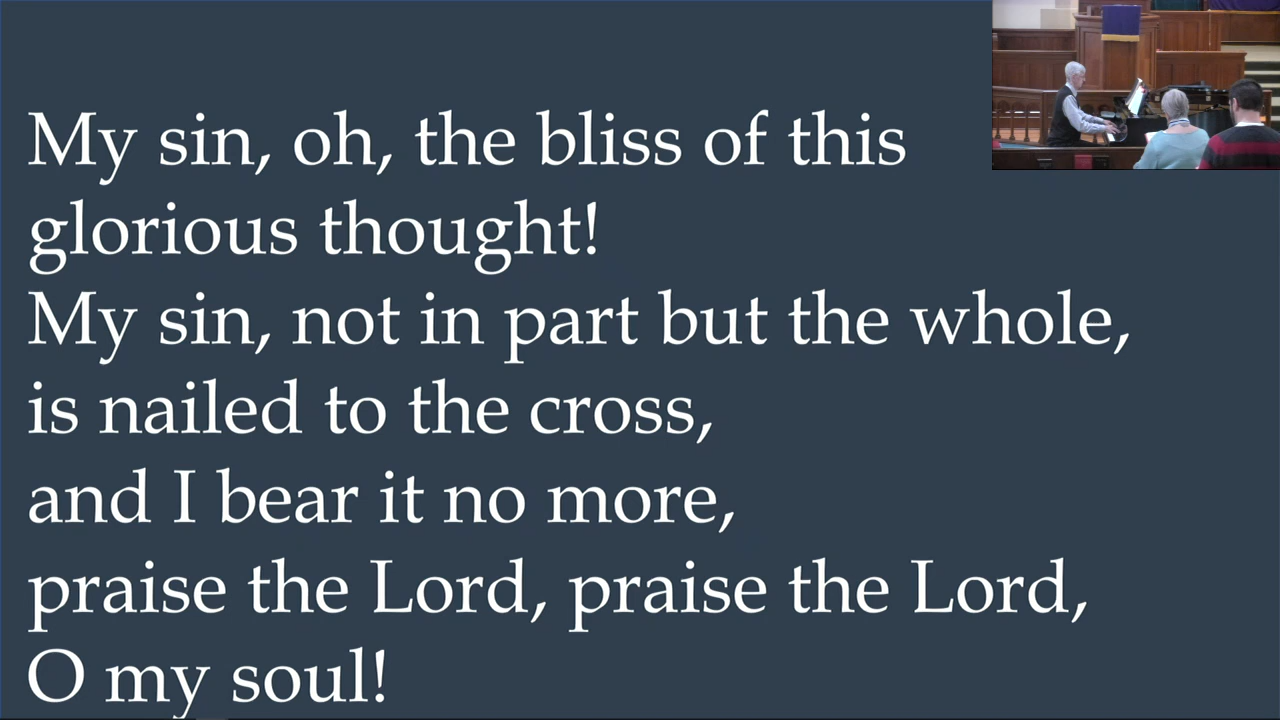 My sin, oh, the bliss of this
glorious thought!
My sin, not in part but the whole,
is nailed to the cross,
and I bear it no more,
praise the Lord, praise the Lord,
O my soul!